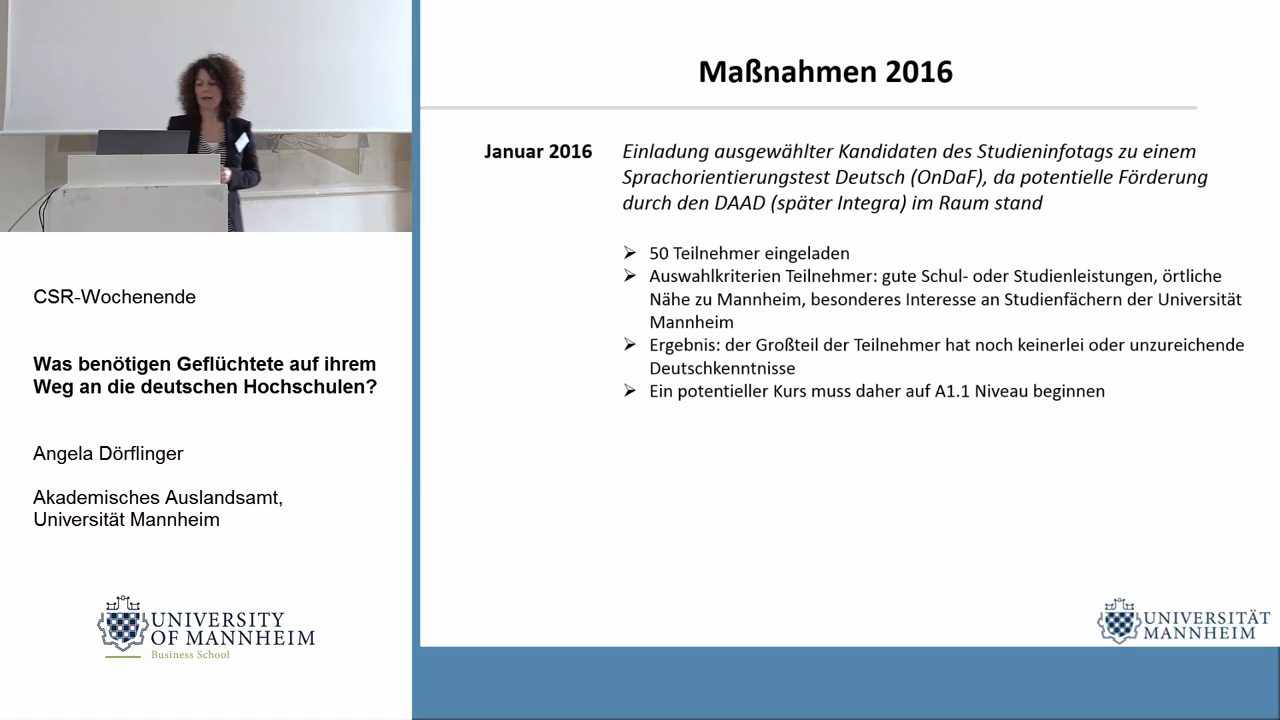 CSR-Wochenende
Was benötigen Geflüchtete auf ihrem
Weg an die deutschen Hochschulen?
Angela Dörflinger
Akademisches Auslandsamt,
Universität Mannheim
UNIVERSITY
OF MANNHEIM
Business School
Maßnahmen 2016
Januar 2016 Einladung ausgewählter Kandidaten des Studieninfotags zu einem
Sprachorientierungstest Deutsch (OnDaF), da potentielle Förderung
durch den DAAD (später Integra) im Raum stand
➢ 50 Teilnehmer eingeladen
➢ Auswahlkriterien Teilnehmer: gute Schul- oder Studienleistungen, örtliche
Nähe zu Mannheim, besonderes Interesse an Studienfächern der Universität
Mannheim
➢ Ergebnis: der Großteil der Teilnehmer hat noch keinerlei oder unzureichende
Deutschkenntnisse
➢ Ein potentieller Kurs muss daher auf A1.1 Niveau beginnen
UNIVERSITÄT
MANNHEIM